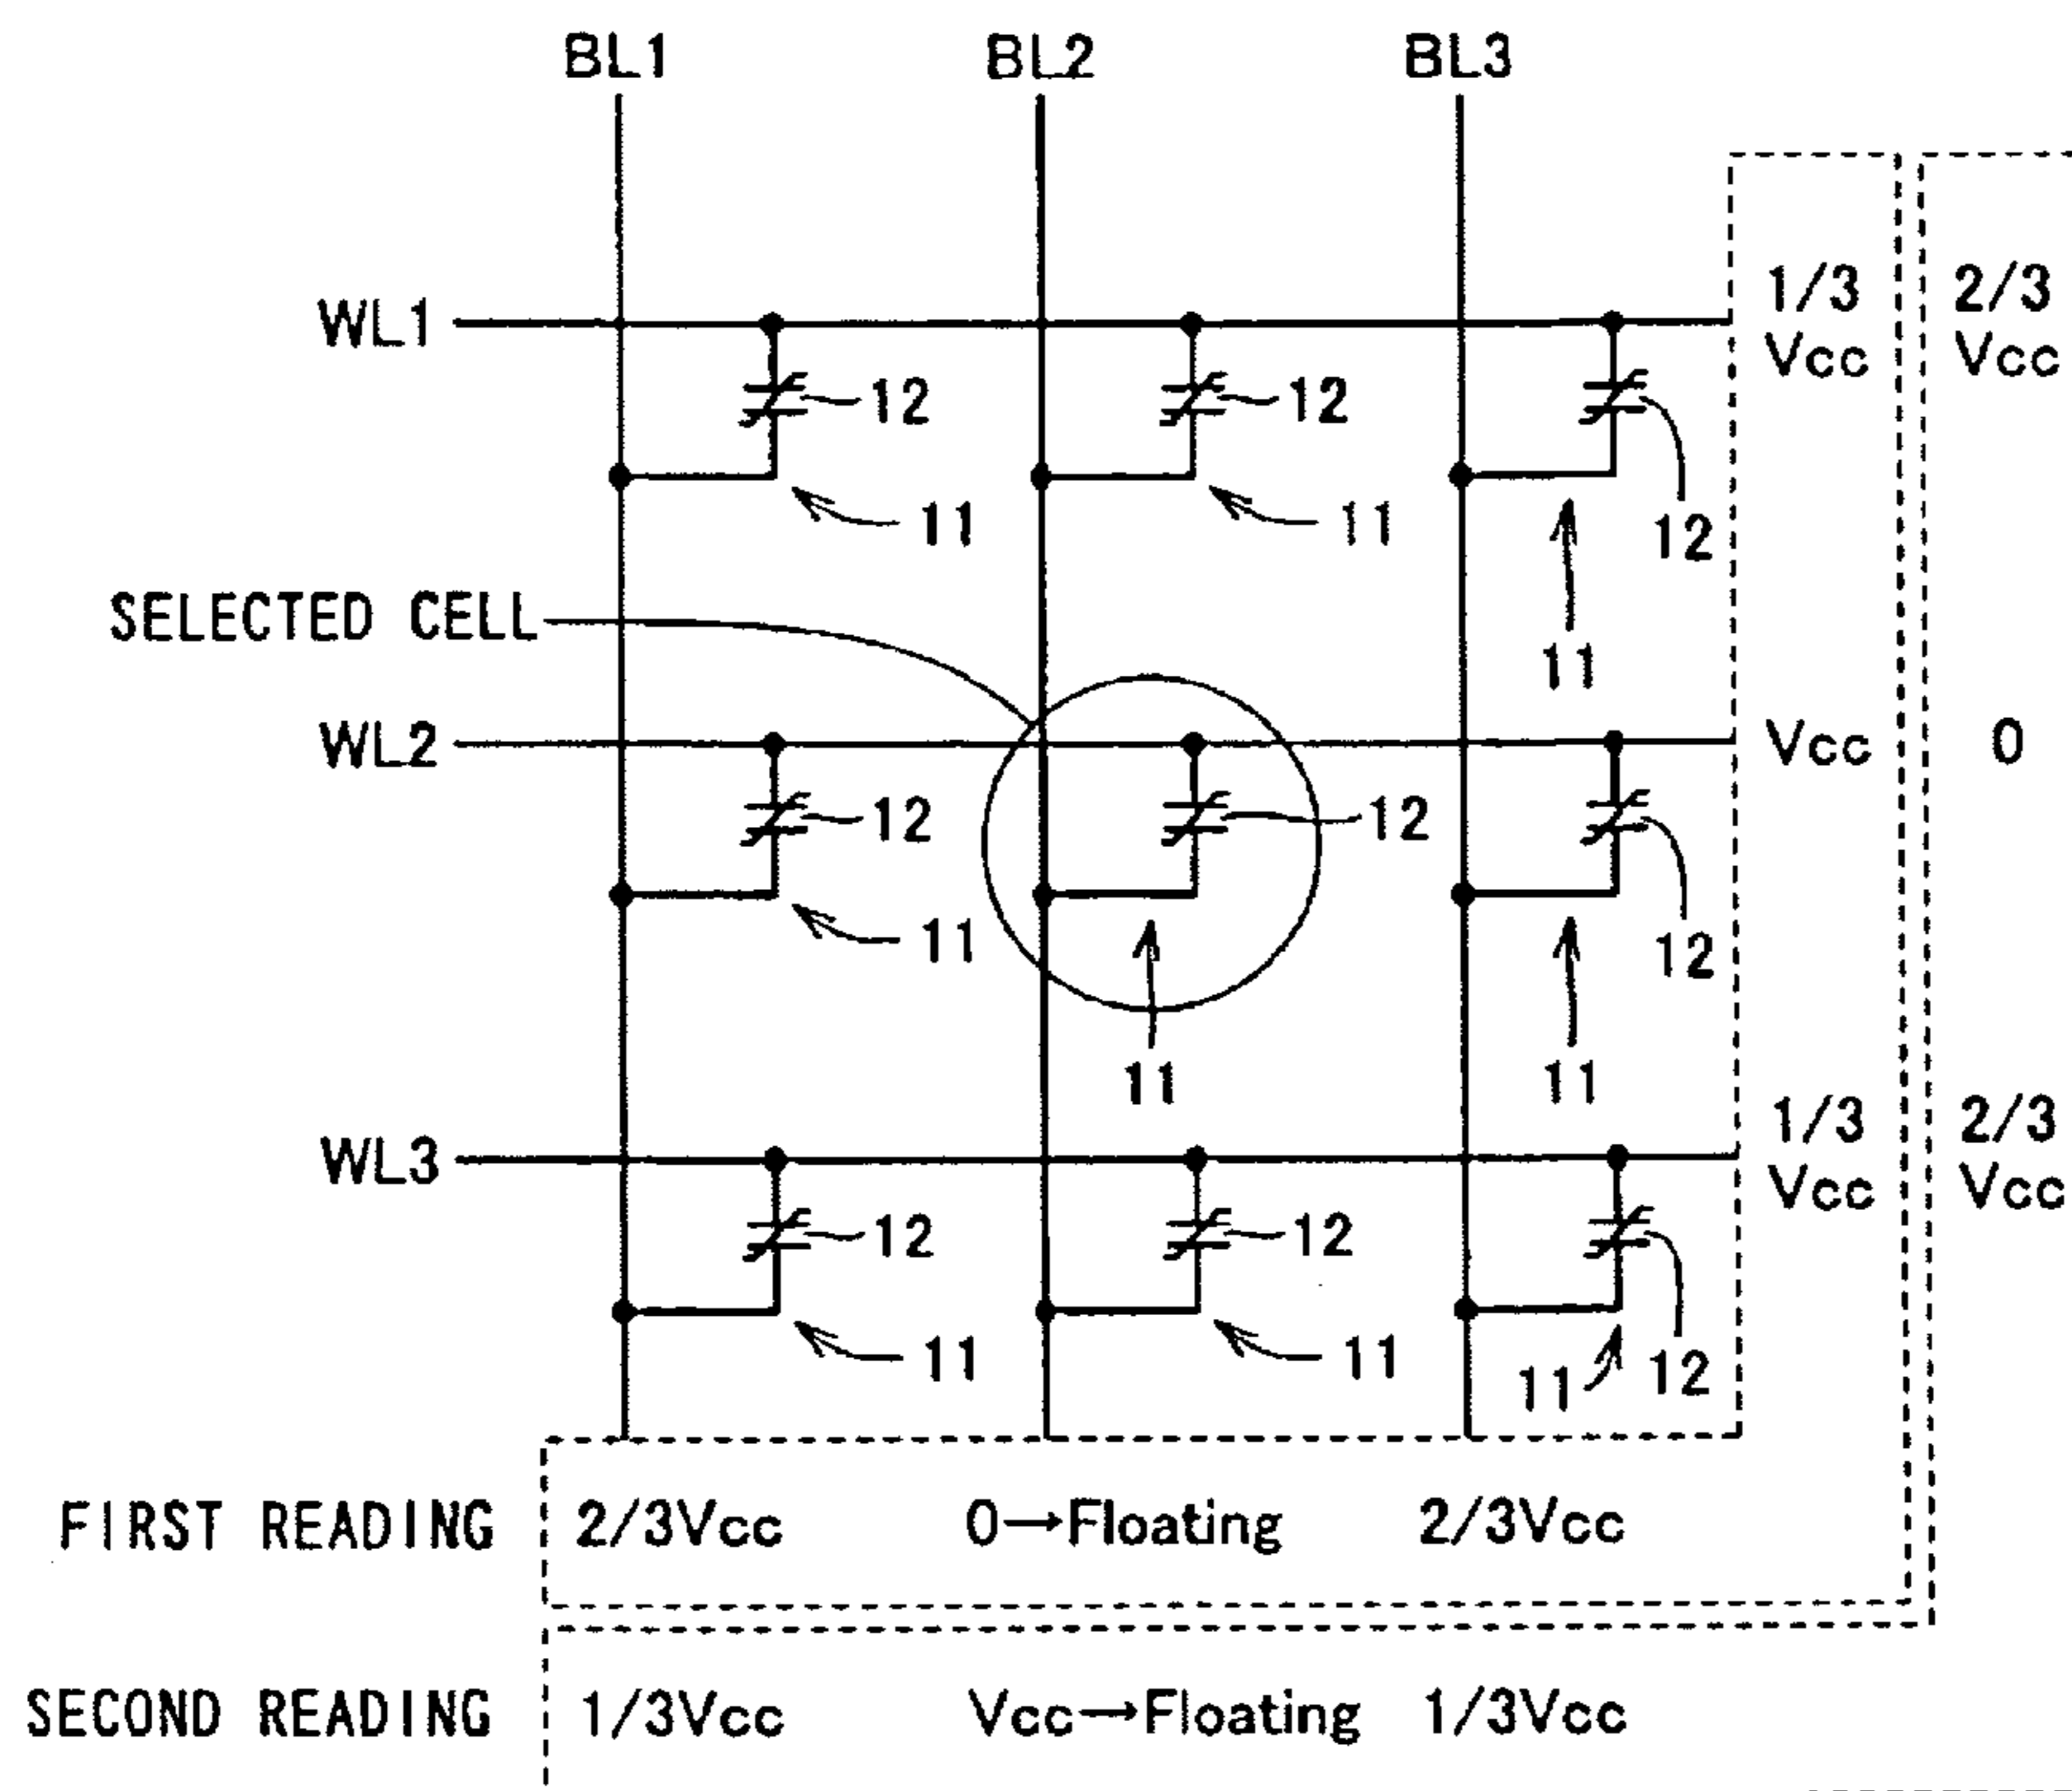 BL1 BL2 BL3
1/3 2/3
WL1 Vcc Vcc
12 12
11 11 12
SELECTED CELL
11
WL2 Vcc 0
12 12 12
11 12
11 11
1/3 2/3
WL3 Vcc Vcc
12 12
11 11 11 12
FIRST READING 2/3Vcc 0→Floating 2/3Vcc
SECOND READING 1/3Vcc Vcc→Floating 1/3Vcc